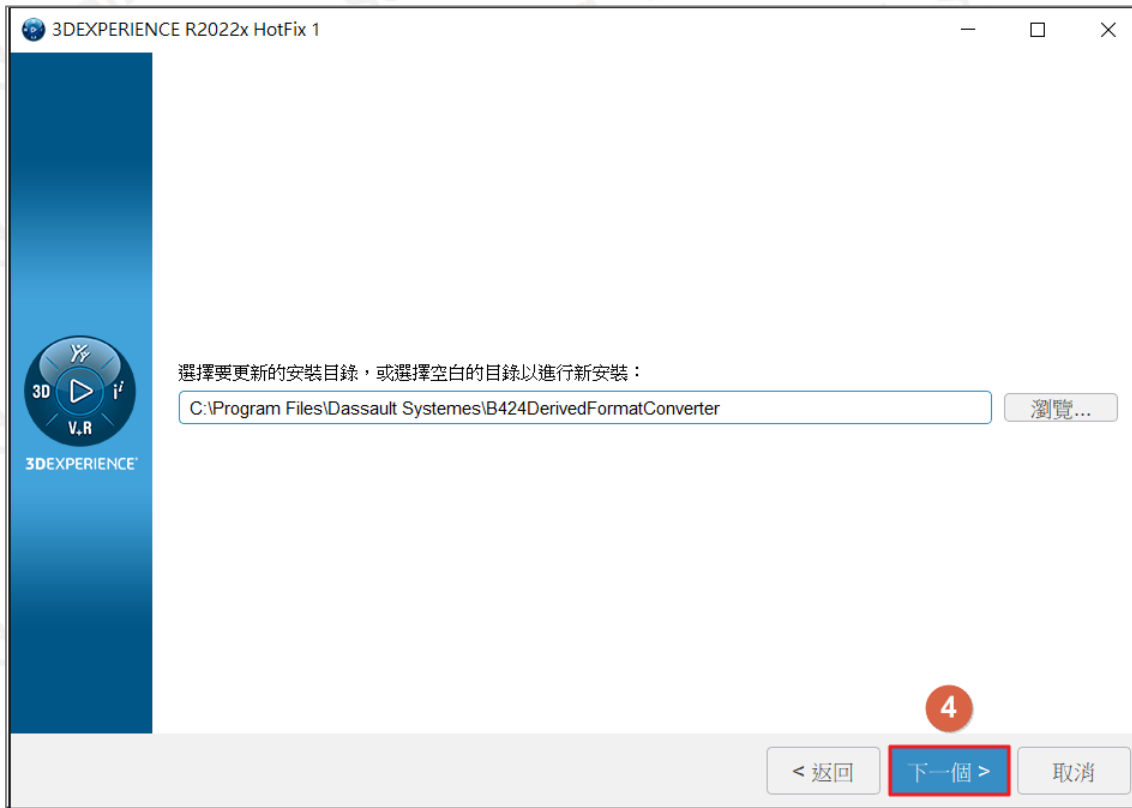 3DEXPERIENCE R2022x HotFix 1
3D
i
V+R
3DEXPERIENCE
選擇要更新的安裝目錄，或選擇空白的目錄以進行新安裝：
C:\Program Files\Dassault Systemes\B424DerivedFormatConverter
瀏覽...
4
< 返回
下一個 >
取消